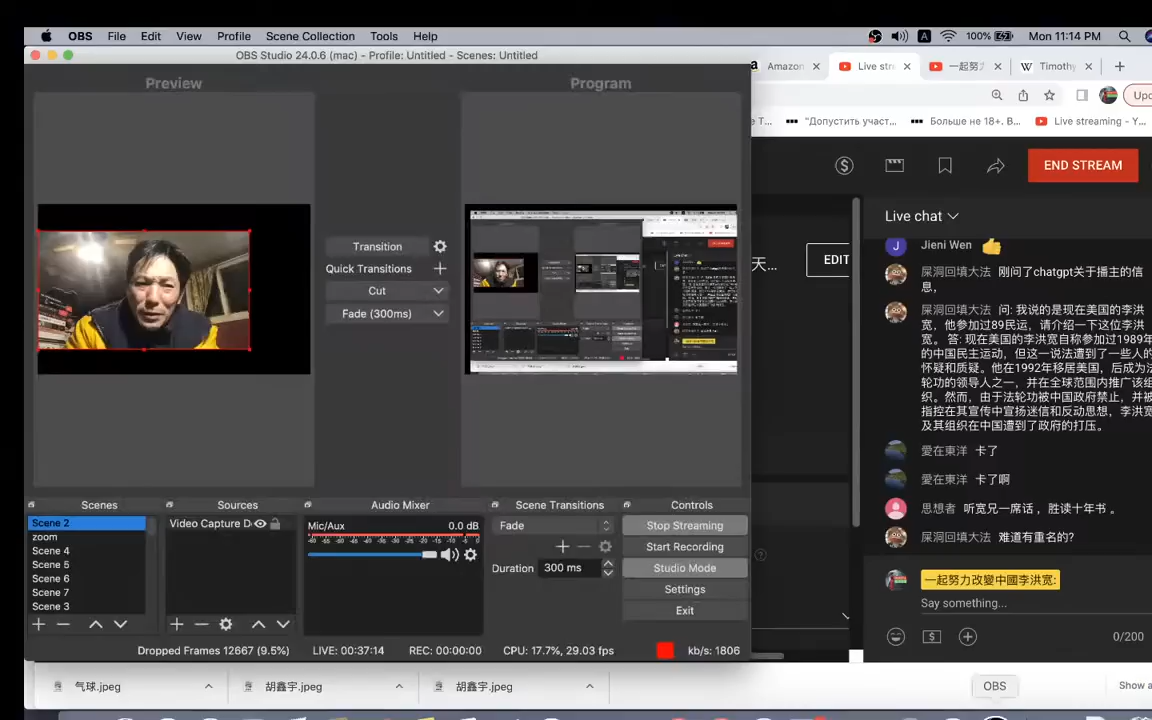 OBS File Edit View Profile Scene Collection Tools Help
100%
Mon 11:14 PM
OBS Studio 24.0.6 (mac) - Profile: Untitled - Scenes: Untitled
Amazon
Live str
一起努
Timothy
Preview
Program
"Допустить участ...
Больше не 18+. В...
Live streaming - Y...
END STREAM
Live chat
天...
EDIT
Transition
Quick Transitions
Cut
Fade (300ms)
Jieni Wen
屎洞回填大法 刚问了chatgpt关于播主的信
息,
屎洞回填大法 问: 我说的是现在美国的李洪
宽，他参加过89民运，请介绍一下这位李洪
宽。 答: 现在美国的李洪宽自称参加过1989年
的中国民主运动，但这一说法遭到了一些人的
怀疑和质疑。他在1992年移居美国，后成为法
轮功的领导人之一，并在全球范围内推广该组
织。然而，由于法轮功被中国政府禁止，并被
指控在其宣传中宣扬迷信和反动思想，李洪宽
及其组织在中国遭到了政府的打压。
愛在東洋 卡了
愛在東洋 卡了啊
思想者 听宽兄一席话，胜读十年书 。
屎洞回填大法 难道有重名的?
一起努力改變中國李洪宽:
Say something...
0/200
Scenes
Sources
Audio Mixer
Scene Transitions
Controls
Scene 2
zoom
Scene 4
Scene 5
Scene 6
Scene 7
Scene 3
Video Capture D
Mic/Aux
0.0 dB
Fade
Duration
300 ms
Stop Streaming
Start Recording
Studio Mode
Settings
Exit
Dropped Frames 12667 (9.5%)
LIVE: 00:37:14
REC: 00:00:00
CPU: 17.7%, 29.03 fps
kb/s: 1806
气球.jpeg
胡鑫宇.jpeg
胡鑫宇.jpeg
OBS
Show a